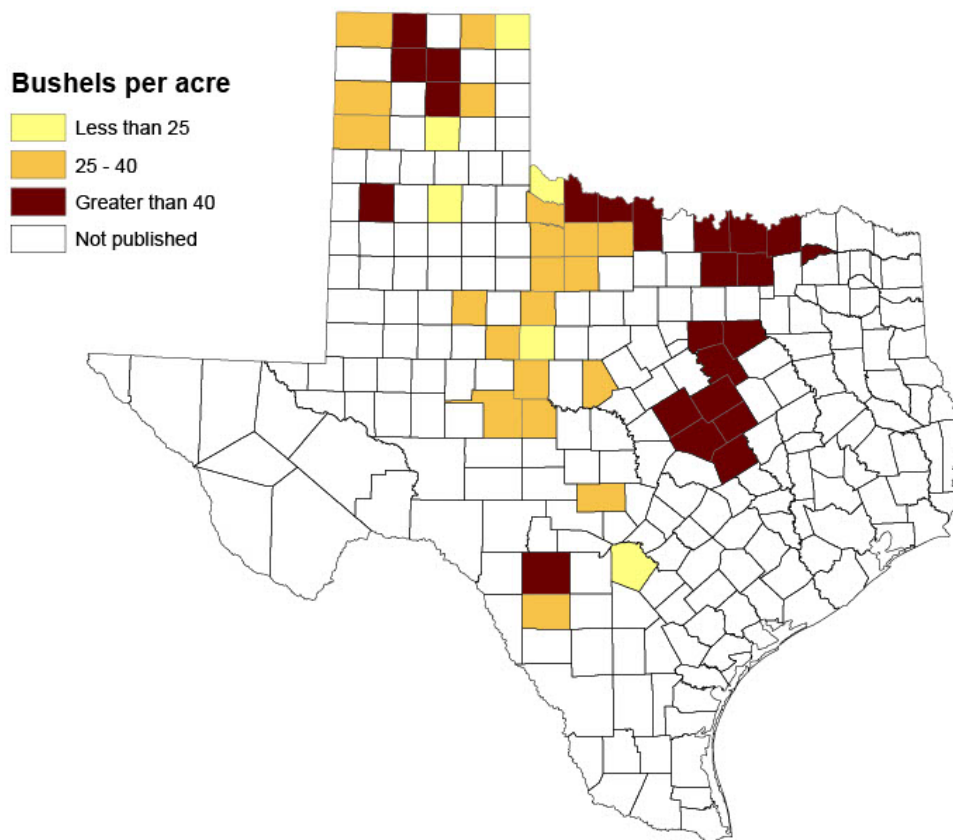 Bushels per acre
Less than 25
25 - 40
Greater than 40
Not published